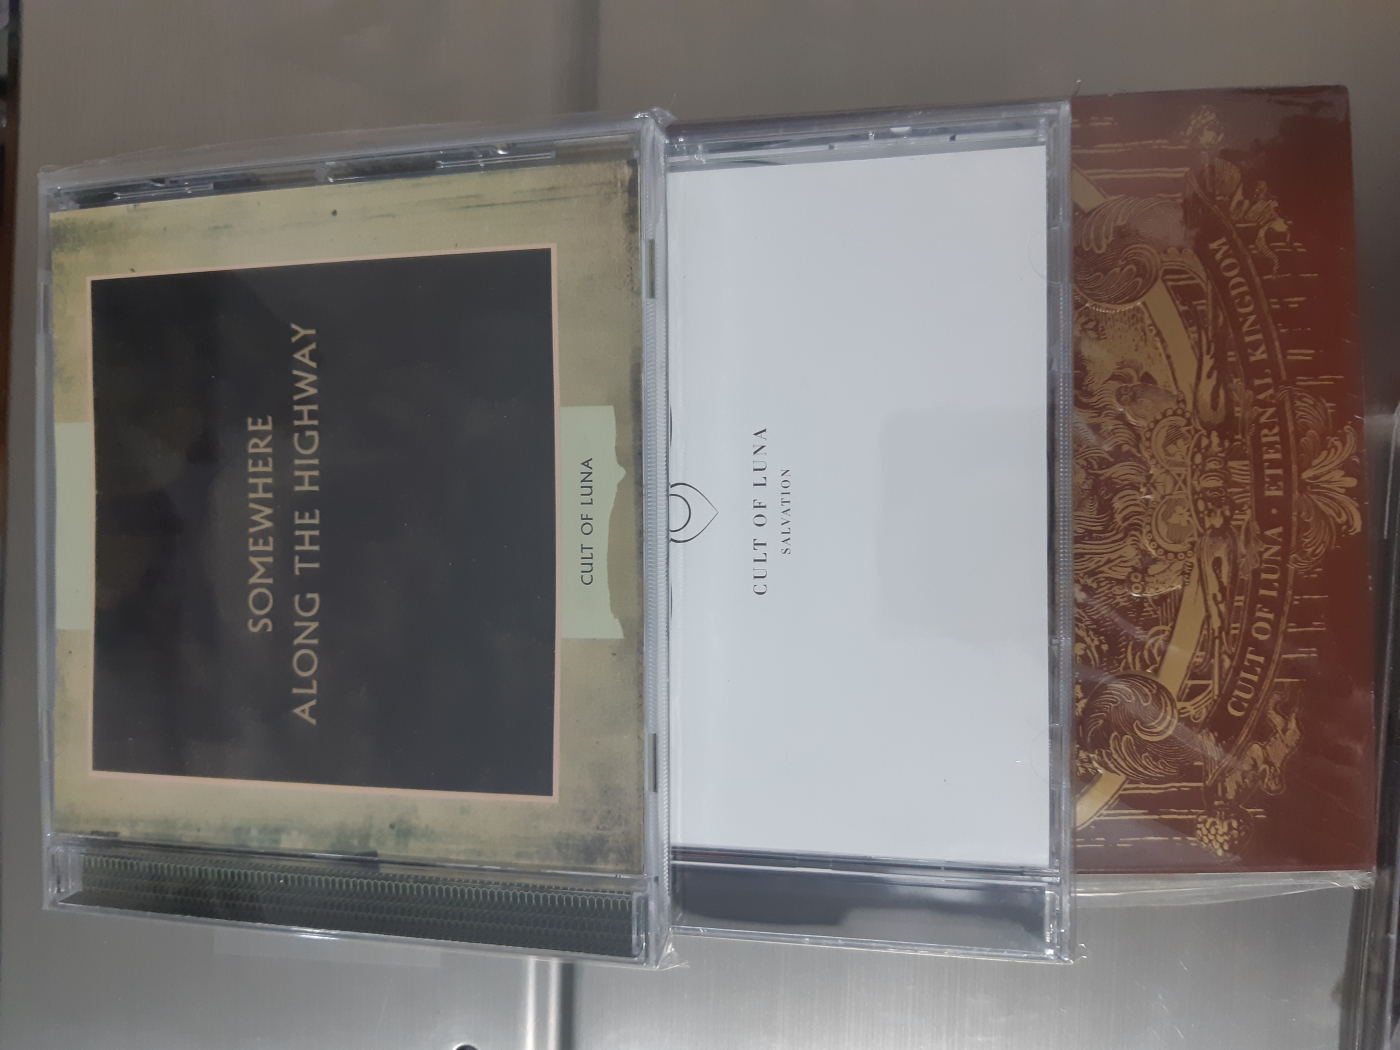 SOMEWHERE
ALONG THE HIGHWAY
CULT OF LUNA
CULT OF LUNA
SALVATION
CULT OF LUNA · ETERNAL KINGDOM